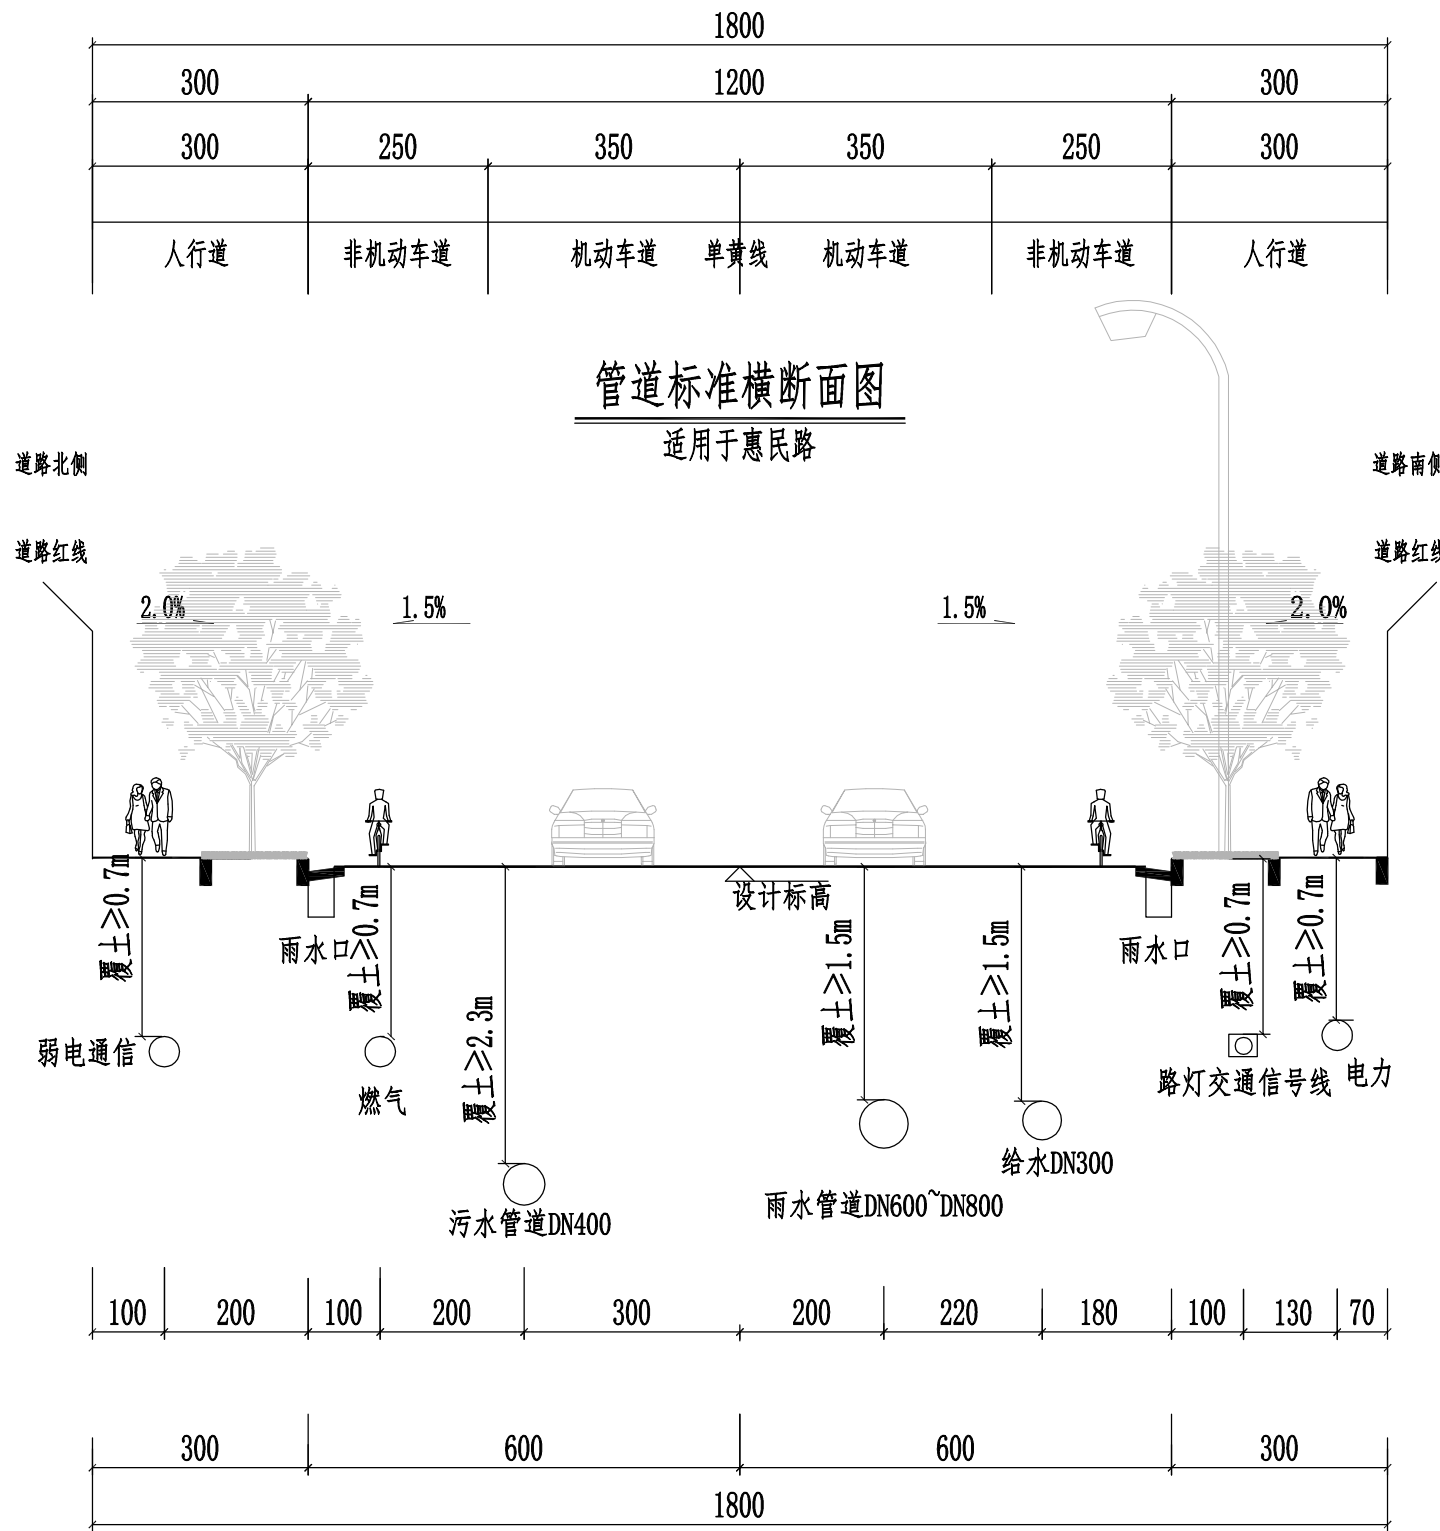 1800
300 1200 300
300 250 350 350 250 300
人行道 非机动车道 机动车道 单黄线 机动车道 非机动车道 人行道
管道标准横断面图
适用于惠民路
道路北侧 道路南侧
道路红线 道路红线
2.0% 1.5% 1.5% 2.0%
设计标高
覆土≥0.7m
雨水口
覆土≥0.7m
覆土≥2.3m
覆土≥1.5m
覆土≥1.5m
雨水口
覆土≥0.7m
覆土≥0.7m
弱电通信
燃气
污水管道DN400
雨水管道DN600~DN800
给水DN300
路灯交通信号线
电力
100 200 100 200 300 200 220 180 100 130 70
300 600 600 300
1800